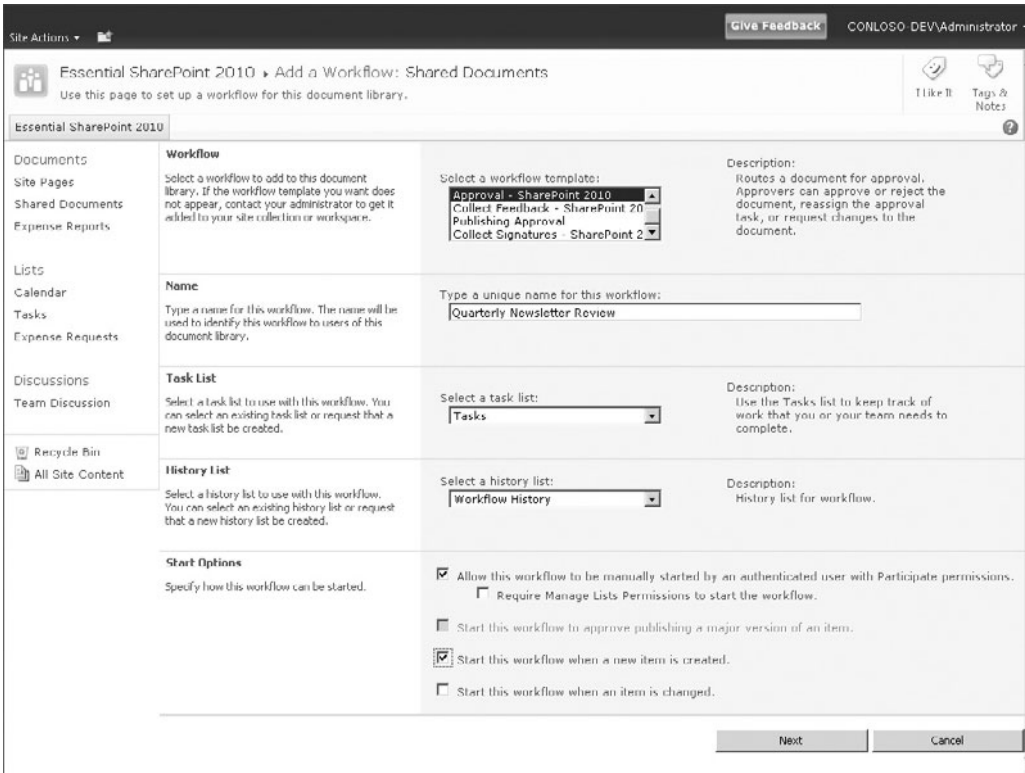 Site Actions
Give Feedback
CONLOSO-DEV\Administrator
Essential SharePoint 2010 ▸ Add a Workflow: Shared Documents
Use this page to set up a workflow for this document library.
I Like It
Tags &
Notes
Essential SharePoint 2010
Documents
Site Pages
Shared Documents
Expense Reports
Lists
Calendar
Tasks
Expense Requests
Discussions
Team Discussion
Recycle Bin
All Site Content
Workflow
Select a workflow to add to this document
library. If the workflow template you want does
not appear, contact your administrator to get it
added to your site collection or workspace.
Select a workflow template:
Approval - SharePoint 2010
Collect Feedback - SharePoint 20
Publishing Approval
Collect Signatures - SharePoint 2
Description:
Routes a document for approval.
Approvers can approve or reject the
document, reassign the approval
task, or request changes to the
document.
Name
Type a name for this workflow. The name will be
used to identify this workflow to users of this
document library.
Type a unique name for this workflow:
Quarterly Newsletter Review
Task List
Select a task list to use with this workflow. You
can select an existing task list or request that a
new task list be created.
Select a task list:
Tasks
Description:
Use the Tasks list to keep track of
work that you or your team needs to
complete.
History List
Select a history list to use with this workflow.
You can select an existing history list or request
that a new history list be created.
Select a history list:
Workflow History
Description:
History list for workflow.
Start Options
Specify how this workflow can be started.
Allow this workflow to be manually started by an authenticated user with Participate permissions.
Require Manage Lists Permissions to start the workflow.
Start this workflow to approve publishing a major version of an item.
Start this workflow when a new item is created.
Start this workflow when an item is changed.
Next
Cancel